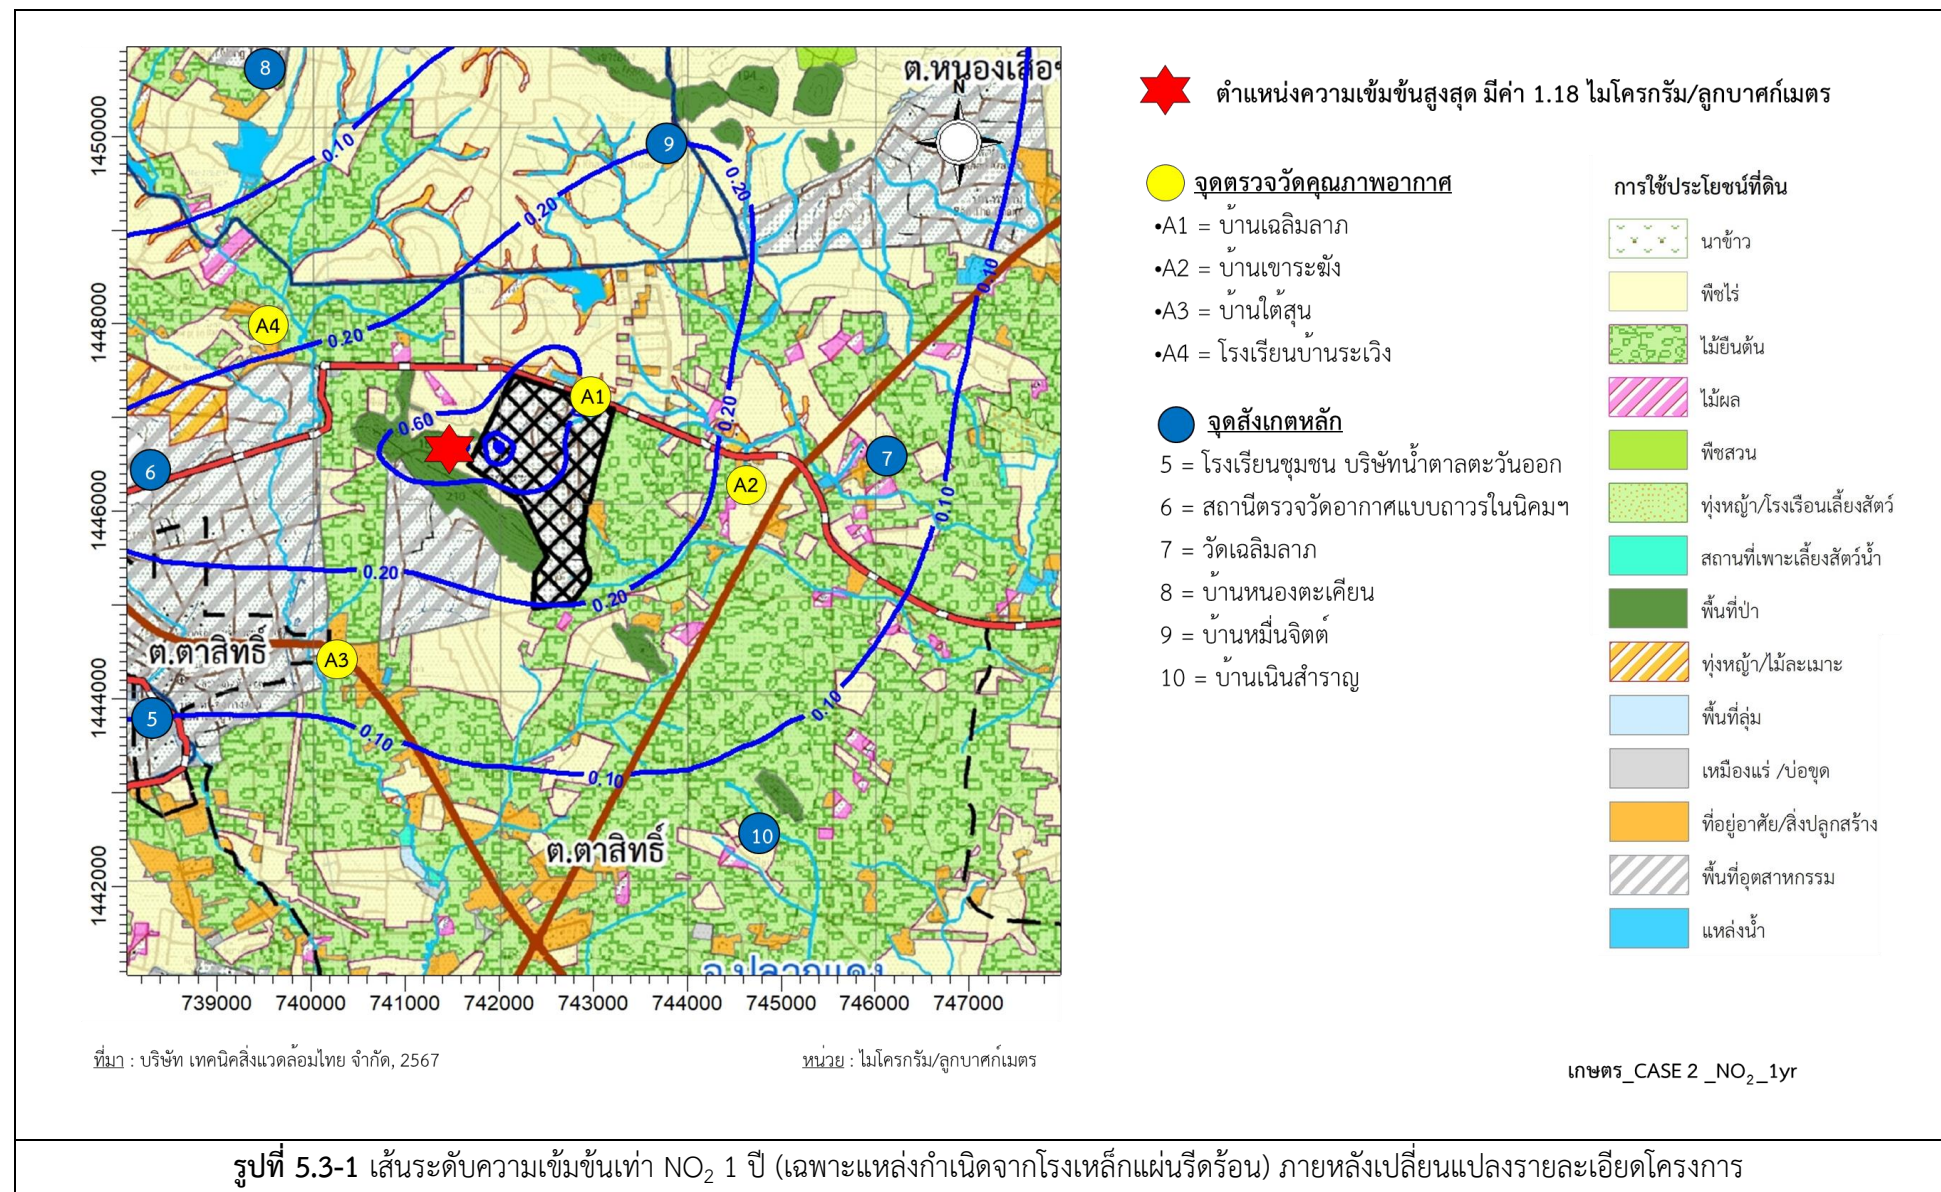 ต.หนองเสือช
N
8
9
0.10
0.20
0.20
0.10
A4
0.20
A1
0.60
0.20
6
7
A2
0.10
0.20
0.20
ต.ตาสิทธิ์
A3
5
0.10
0.10
0.10
10
ต.ตาสิทธิ์
อ.ปลวกแดง
1450000
1448000
1446000
1444000
1442000
739000 740000 741000 742000 743000 744000 745000 746000 747000
ที่มา : บริษัท เทคนิคสิ่งแวดล้อมไทย จำกัด, 2567
หน่วย : ไมโครกรัม/ลูกบาศก์เมตร
ตำแหน่งความเข้มข้นสูงสุด มีค่า 1.18 ไมโครกรัม/ลูกบาศก์เมตร
จุดตรวจวัดคุณภาพอากาศ
•A1 = บ้านเฉลิมลาภ
•A2 = บ้านเขาระฆัง
•A3 = บ้านใต้สุน
•A4 = โรงเรียนบ้านระเวิง
จุดสังเกตหลัก
5 = โรงเรียนชุมชน บริษัทน้ำตาลตะวันออก
6 = สถานีตรวจวัดอากาศแบบถาวรในนิคมฯ
7 = วัดเฉลิมลาภ
8 = บ้านหนองตะเคียน
9 = บ้านหมื่นจิตต์
10 = บ้านเนินสำราญ
การใช้ประโยชน์ที่ดิน
นาข้าว
พืชไร่
ไม้ยืนต้น
ไม้ผล
พืชสวน
ทุ่งหญ้า/โรงเรือนเลี้ยงสัตว์
สถานที่เพาะเลี้ยงสัตว์น้ำ
พื้นที่ป่า
ทุ่งหญ้า/ไม้ละเมาะ
พื้นที่ลุ่ม
เหมืองแร่ /บ่อขุด
ที่อยู่อาศัย/สิ่งปลูกสร้าง
พื้นที่อุตสาหกรรม
แหล่งน้ำ
เกษตร_CASE 2 _NO₂_1yr
รูปที่ 5.3-1 เส้นระดับความเข้มข้นเท่า NO₂ 1 ปี (เฉพาะแหล่งกำเนิดจากโรงเหล็กแผ่นรีดร้อน) ภายหลังเปลี่ยนแปลงรายละเอียดโครงการ